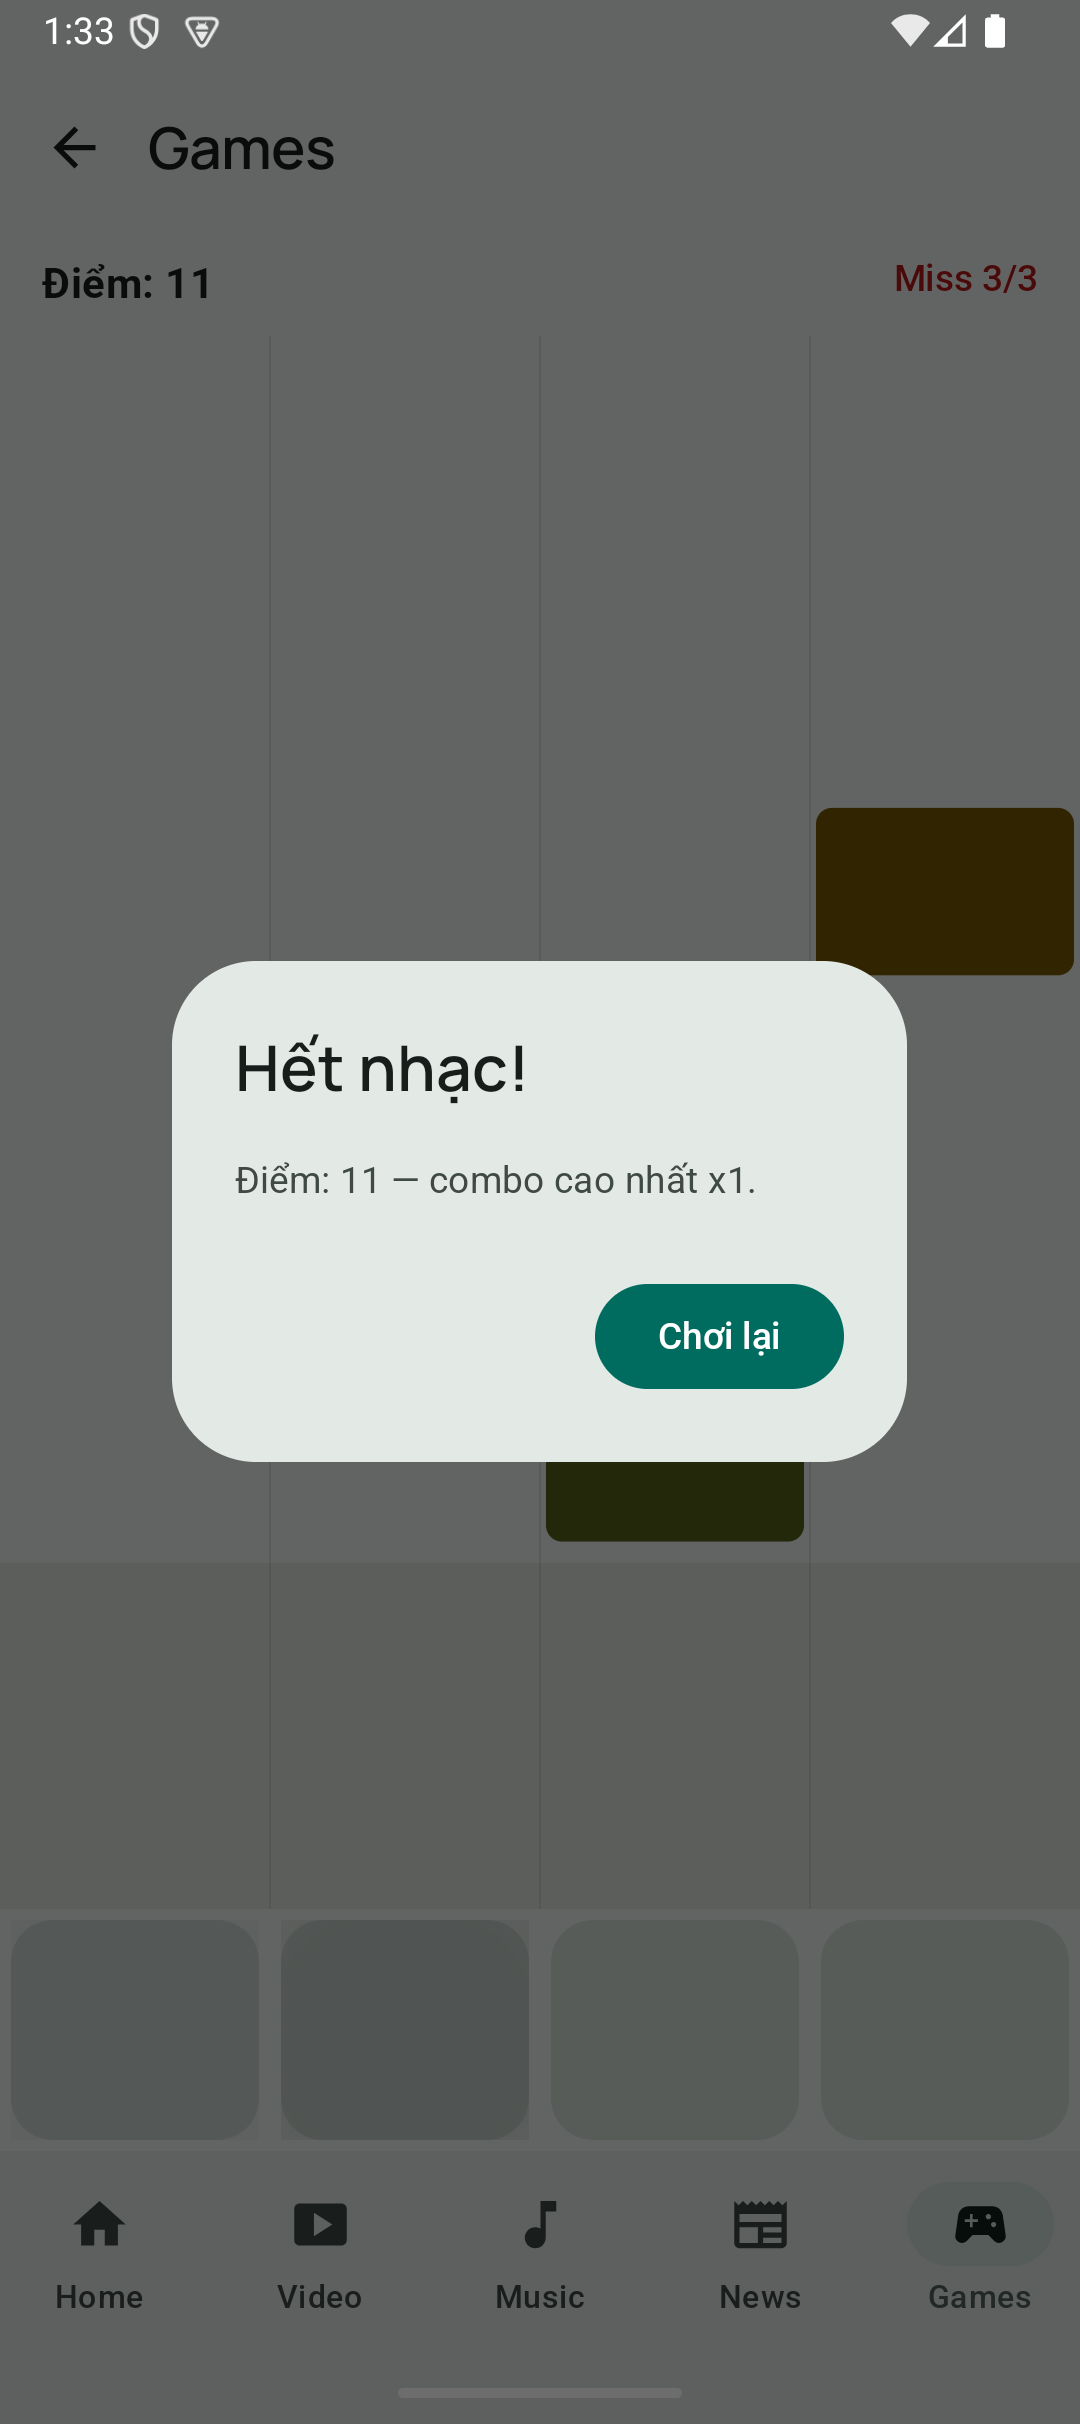 1:33
Games
Điểm: 11
Miss 3/3
Hết nhạc!
Điểm: 11 — combo cao nhất x1.
Chơi lại
Home
Video
Music
News
Games